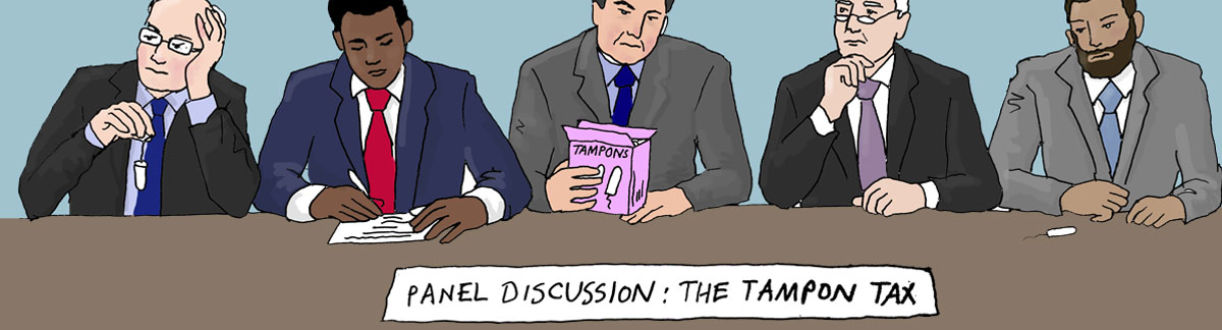 TAMPONS
PANEL DISCUSSION: THE TAMPON TAX